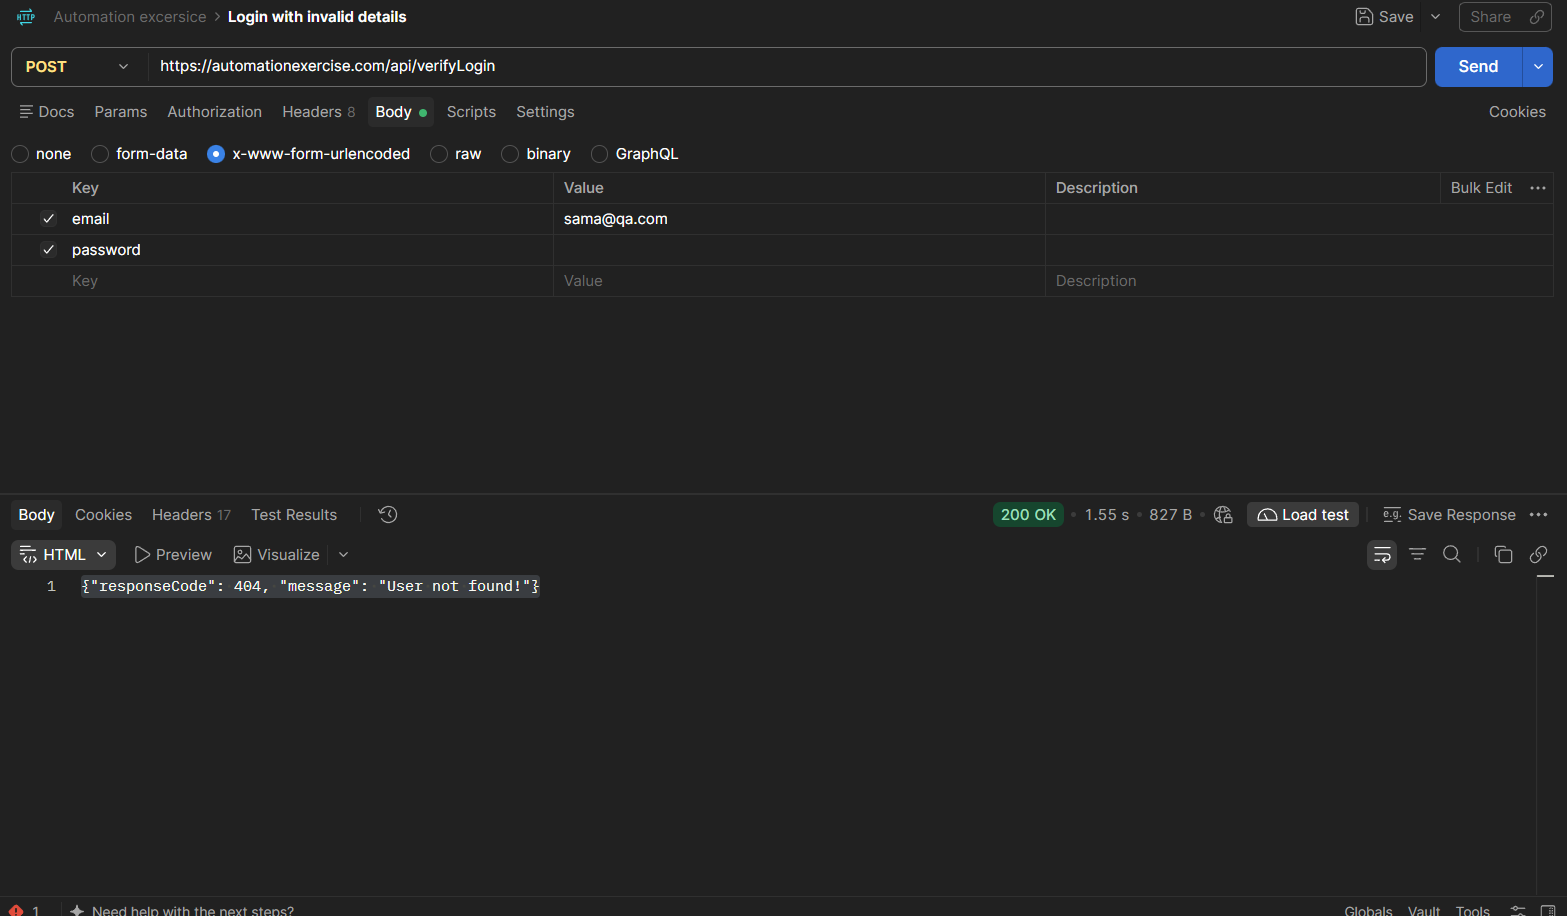 HTTP Automation excersice > Login with invalid details Save Share
POST https://automationexercise.com/api/verifyLogin Send
Docs Params Authorization Headers 8 Body Scripts Settings Cookies
none form-data x-www-form-urlencoded raw binary GraphQL
Key Value Description Bulk Edit
email sama@qa.com
password
Key Value Description
Body Cookies Headers 17 Test Results 200 OK • 1.55 s • 827 B • Load test e.g. Save Response
HTML Preview Visualize
1 {"responseCode": 404, "message": "User not found!"}
1 Need help with the next steps? Globals Vault Tools